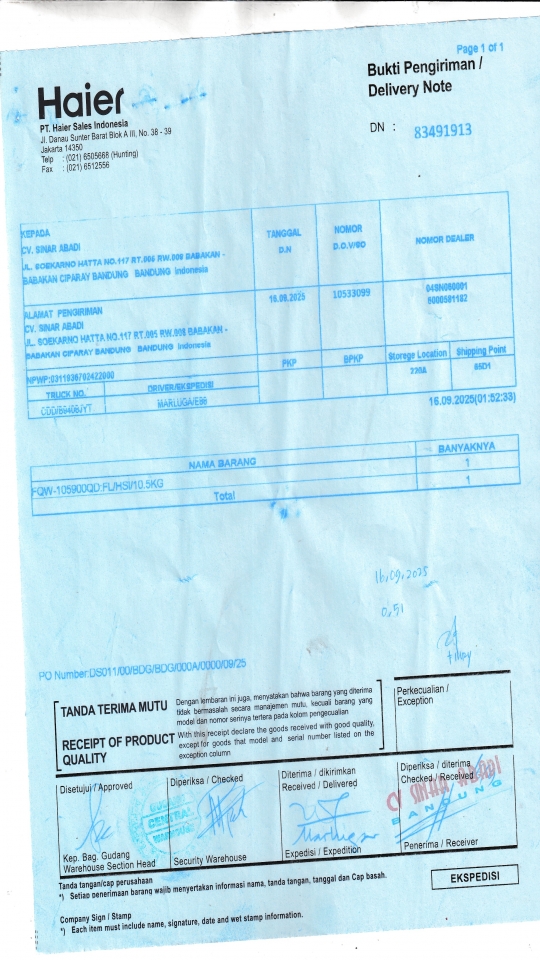 Page 1 of 1
Haier
Bukti Pengiriman /
Delivery Note
PT. Haier Sales Indonesia
Jl. Danau Sunter Barat Blok A III, No. 38 - 39
Jakarta 14350
Telp : (021) 6505668 (Hunting)
Fax : (021) 6512556
DN : 83491913
KEPADA
CV. SINAR ABADI
JL. SOEKARNO HATTA NO.117 RT.005 RW.008 BABAKAN -
BABAKAN CIPARAY BANDUNG BANDUNG Indonesia
TANGGAL
D.N
NOMOR
D.O.V/SO
NOMOR DEALER
ALAMAT PENGIRIMAN
CV. SINAR ABADI
JL. SOEKARNO HATTA NO.117 RT.005 RW.008 BABAKAN -
BABAKAN CIPARAY BANDUNG BANDUNG Indonesia
16.09.2025
10533099
PKP
BPKP
Storege Location
Shipping Point
220A
85D1
NPWP:0311936702422000
TRUCK NO.
DRIVER/EKSPEDISI
MARLUGA/E98
16.09.2025(01:52:33)
NAMA BARANG
BANYAKNYA
FQW-105900QD:FL/HSI/10.5KG
1
Total
1
16.09.2025
0.51
PO Number:DS011/00/BDG/BDG/000A/0000/09/25
TANDA TERIMA MUTU
Dengan lembaran ini juga, menyatakan bahwa barang yang diterima
tidak bermasalah secara manajemen mutu, kecuali barang yang
model dan nomor serinya tertera pada kolom pengecualian
RECEIPT OF PRODUCT
QUALITY
With this receipt declare the goods received with good quality,
except for goods that model and serial number listed on the
exception column
Perkecualian /
Exception
Disetujui / Approved
Diperiksa / Checked
Diterima / dikirimkan
Received / Delivered
Diperiksa / diterima
Checked / Received
GUDANG
CENTRAL
CV SINAR ABADI
BANDUNG
Kep. Bag. Gudang
Warehouse Section Head
Security Warehouse
Expedisi / Expedition
Penerima / Receiver
Tanda tangan/cap perusahaan
*) Setiap penerimaan barang wajib menyertakan informasi nama, tanda tangan, tanggal dan Cap basah.
EKSPEDISI
Company Sign / Stamp
*) Each item must include name, signature, date and wet stamp information.